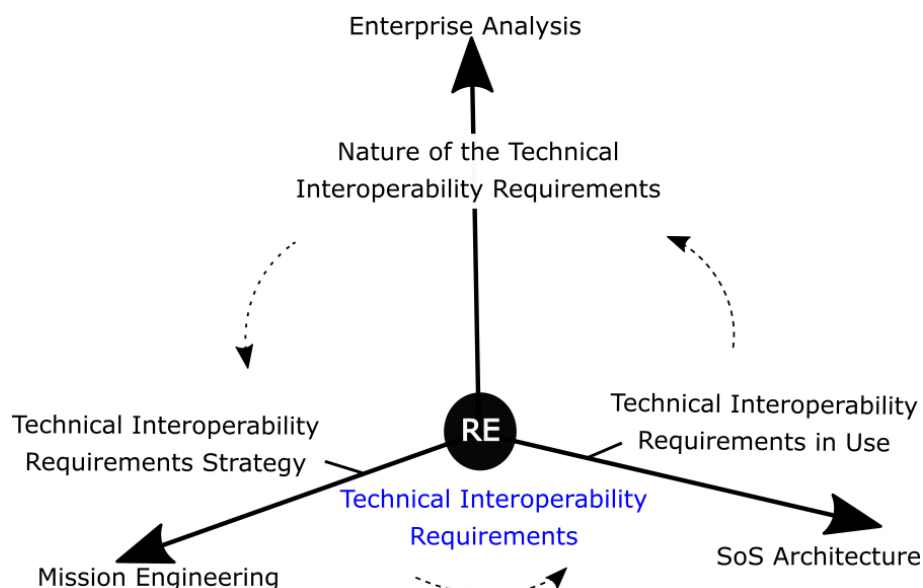 Enterprise Analysis
Nature of the Technical
Interoperability Requirements
Technical Interoperability
Requirements Strategy
RE
Technical Interoperability
Requirements in Use
Technical Interoperability
Requirements
Mission Engineering
SoS Architecture